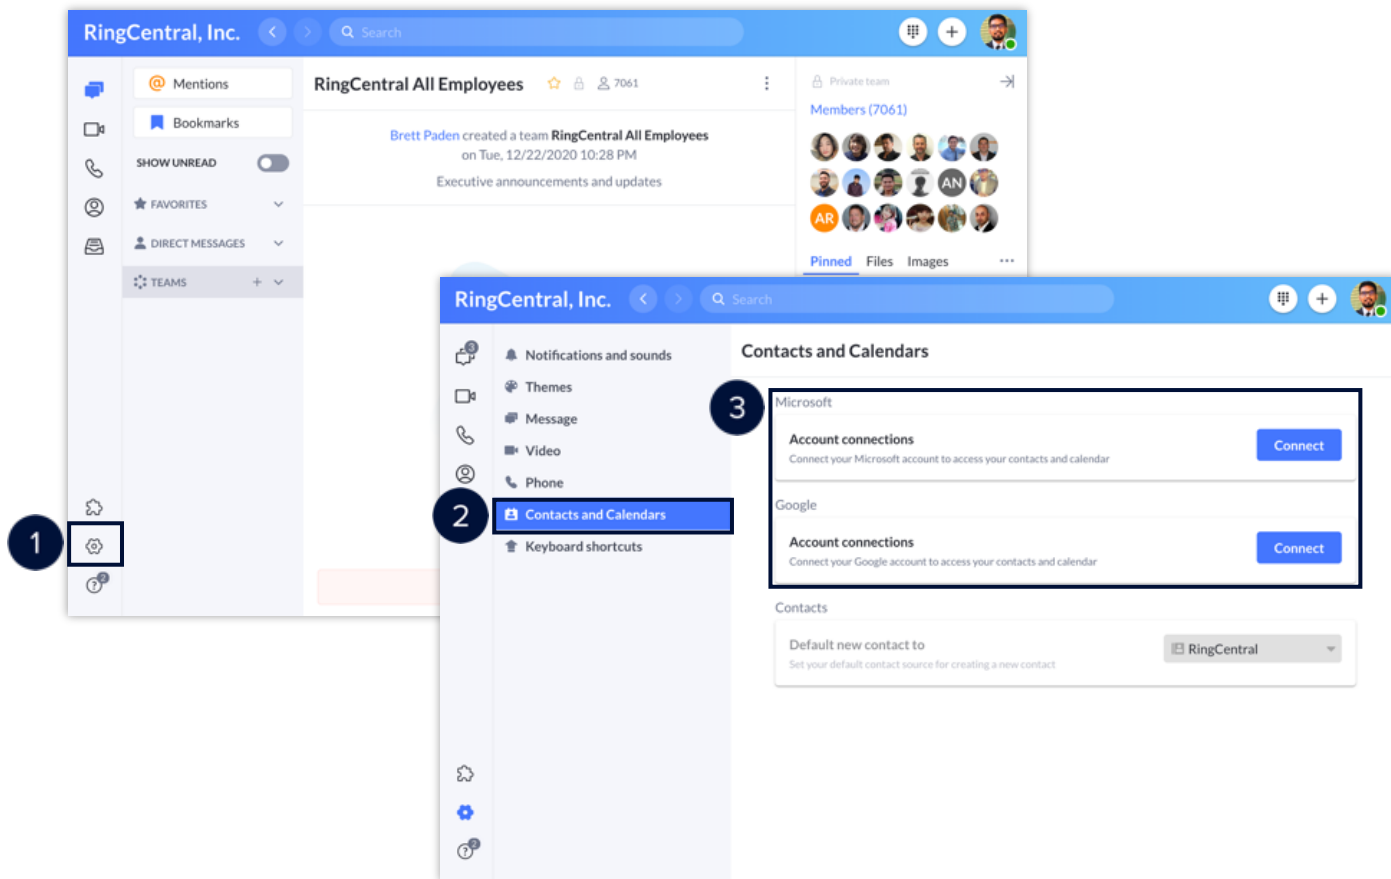 RingCentral, Inc.
Search
Mentions
Bookmarks
SHOW UNREAD
FAVORITES
DIRECT MESSAGES
TEAMS
RingCentral All Employees
7061
Brett Paden created a team RingCentral All Employees
on Tue, 12/22/2020 10:28 PM
Executive announcements and updates
Private team
Members (7061)
AN
AR
Pinned Files Images
1
2
RingCentral, Inc.
Search
3
Notifications and sounds
Themes
Message
Video
Phone
2
Contacts and Calendars
Keyboard shortcuts
2
Contacts and Calendars
3
Microsoft
Account connections
Connect your Microsoft account to access your contacts and calendar
Connect
Google
Account connections
Connect your Google account to access your contacts and calendar
Connect
Contacts
Default new contact to
Set your default contact source for creating a new contact
RingCentral